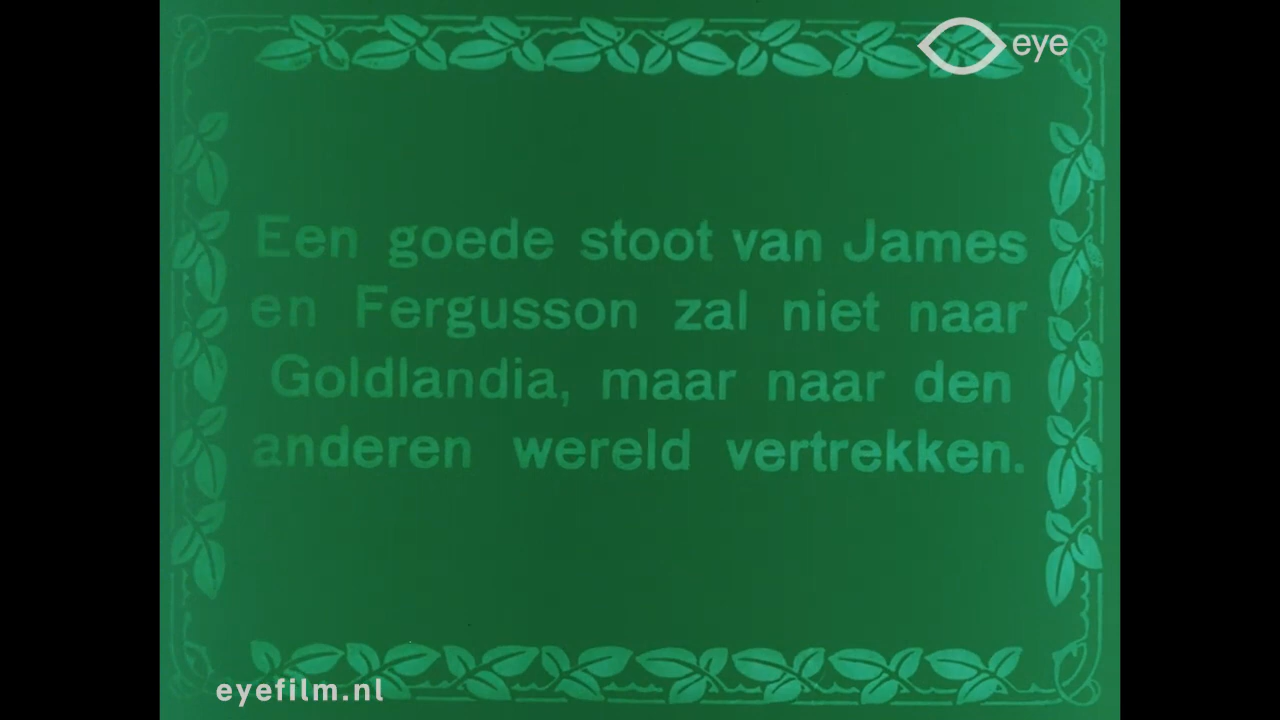 eye
Een goede stoot van James
en Fergusson zal niet naar
Goldlandia, maar naar den
anderen wereld vertrekken.
eyefilm.nl